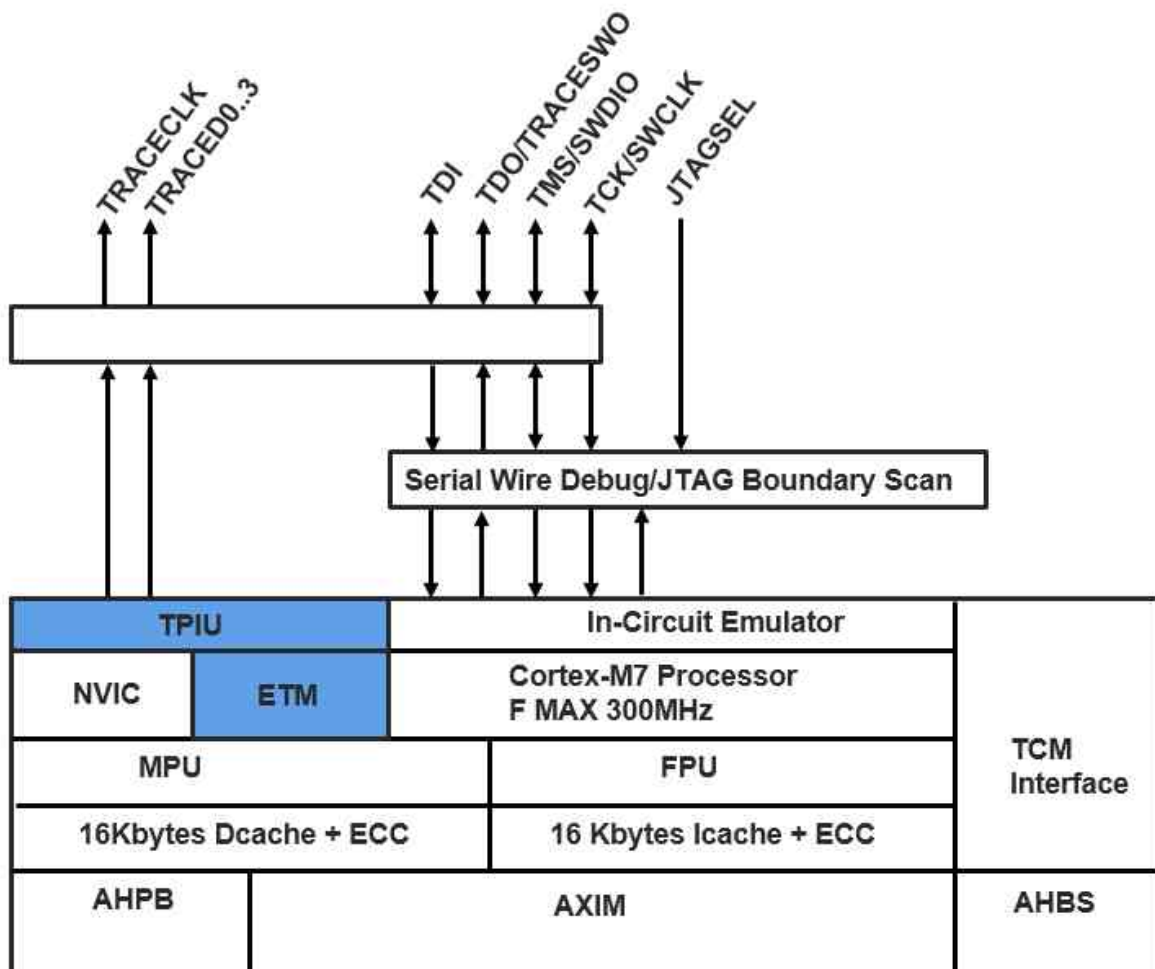 TRACECLK
TRACED0..3
TDI
TDO/TRACESWO
TMS/SWDIO
TCK/SWCLK
JTAGSEL
Serial Wire Debug/JTAG Boundary Scan
TPIU
In-Circuit Emulator
NVIC
ETM
Cortex-M7 Processor
F MAX 300MHz
TCM
Interface
MPU
FPU
16Kbytes Dcache + ECC
16 Kbytes Icache + ECC
AHPB
AXIM
AHBS